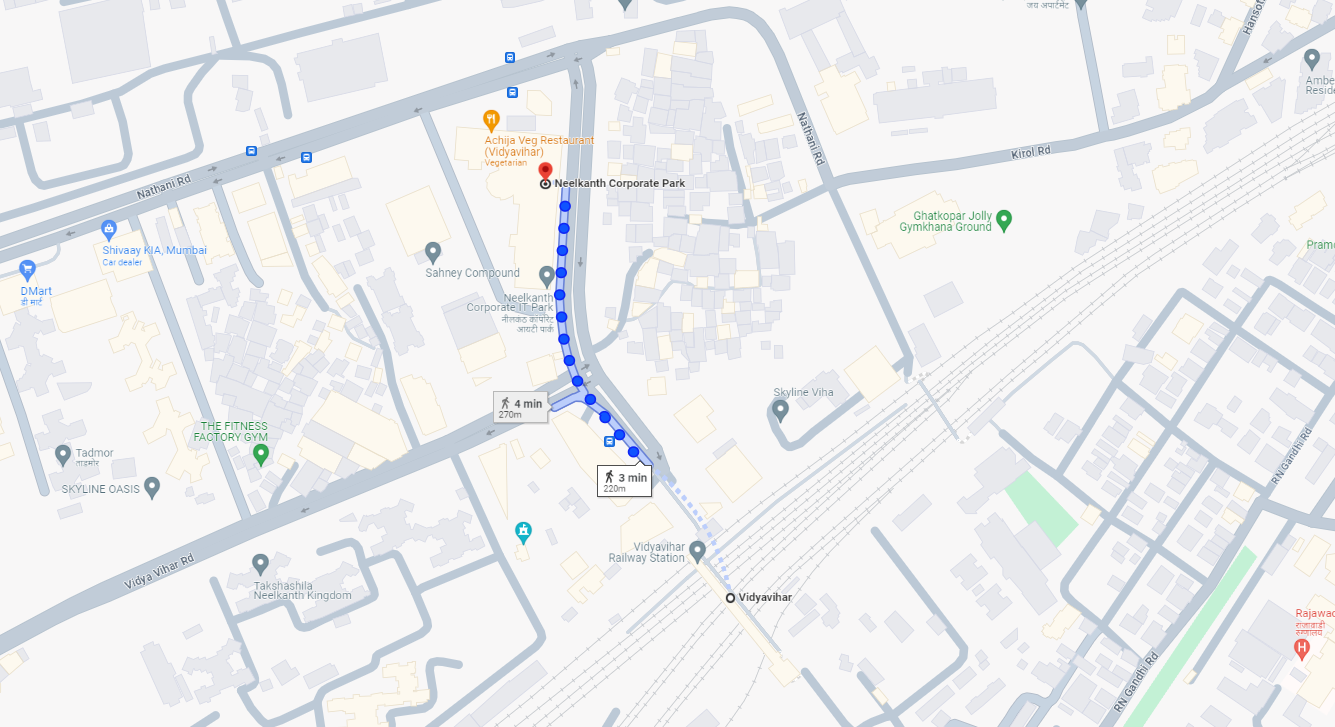 जय अपार्टमेंट
Hansoti
Ambe
Reside
Achija Veg Restaurant
(Vidyavihar)
Vegetarian
Nathani Rd
Kirol Rd
Nathani Rd
Neelkanth Corporate Park
Ghatkopar Jolly
Gymkhana Ground
Shivaay KIA, Mumbai
Car dealer
Pramo
Sahney Compound
DMart
डी मार्ट
Neelkanth
Corporate IT Park
नीलकंठ कॉर्पोरेट
आयटी पार्क
4 min
270m
Skyline Viha
THE FITNESS
FACTORY GYM
Tadmor
ताडमोर
SKYLINE OASIS
3 min
220m
RN Gandhi Rd
Vidya Vihar Rd
Vidyavihar
Railway Station
Takshashila
Neelkanth Kingdom
Vidyavihar
Rajawad
राजावाडी
रुग्णालय
H
RN Gandhi Rd